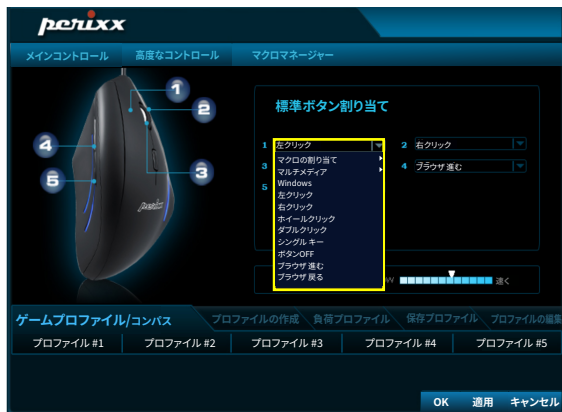 perixx
メインコントロール 高度なコントロール マクロマネージャー
標準ボタン割り当て
1 左クリック 2 右クリック
3 4 ブラウザ 進む
5
マクロの割り当て
マルチメディア
Windows
左クリック
右クリック
ホイールクリック
ダブルクリック
シングル キー
ボタンOFF
ブラウザ 進む
ブラウザ 戻る
1
2
3
4
5
perixx
速く
ゲームプロファイル/コンパス プロファイルの作成 負荷プロファイル 保存プロファイル プロファイルの編集
プロファイル #1 プロファイル #2 プロファイル #3 プロファイル #4 プロファイル #5
OK 適用 キャンセル